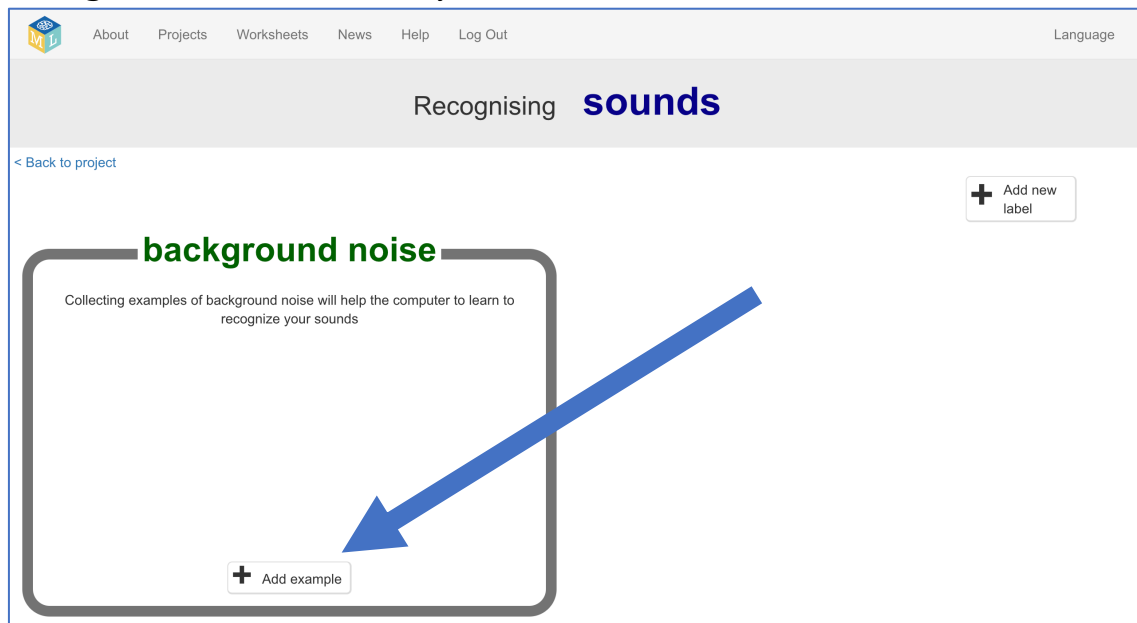 About Projects Worksheets News Help Log Out Language
Recognising sounds
< Back to project
Add new
label
background noise
Collecting examples of background noise will help the computer to learn to
recognize your sounds
Add example